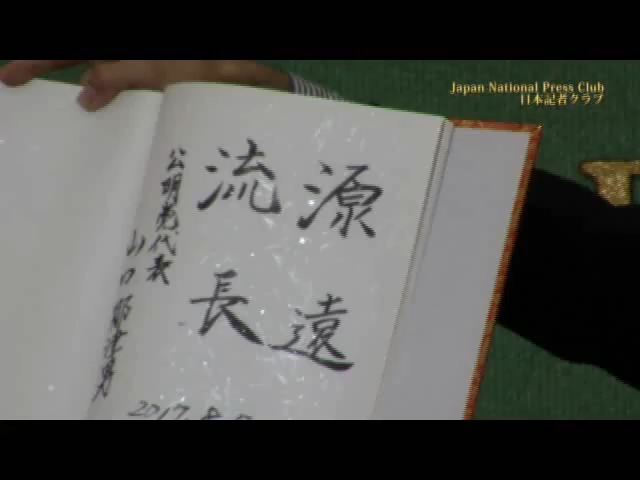 Japan National Press Club
日本記者クラブ
源遠
流長
公明党代表
山口那津男
2017.8.